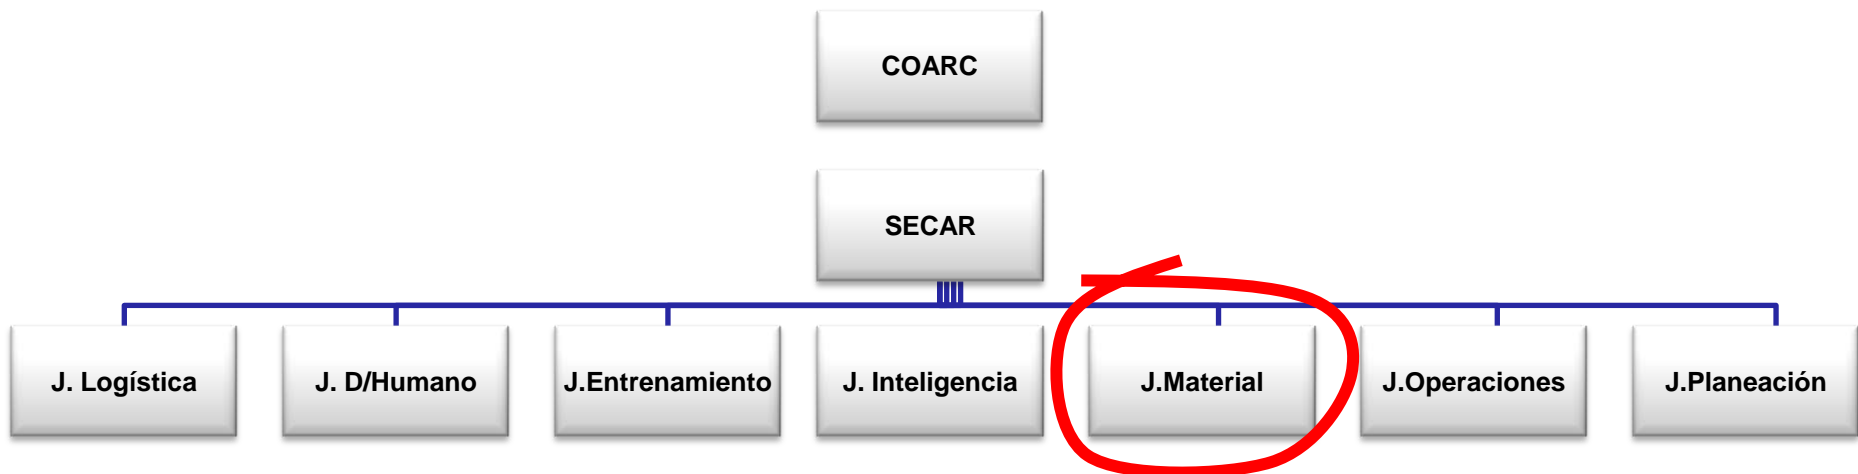 COARC
SECAR
J. Logística
J. D/Humano
J.Entrenamiento
J. Inteligencia
J.Material
J.Operaciones
J.Planeación